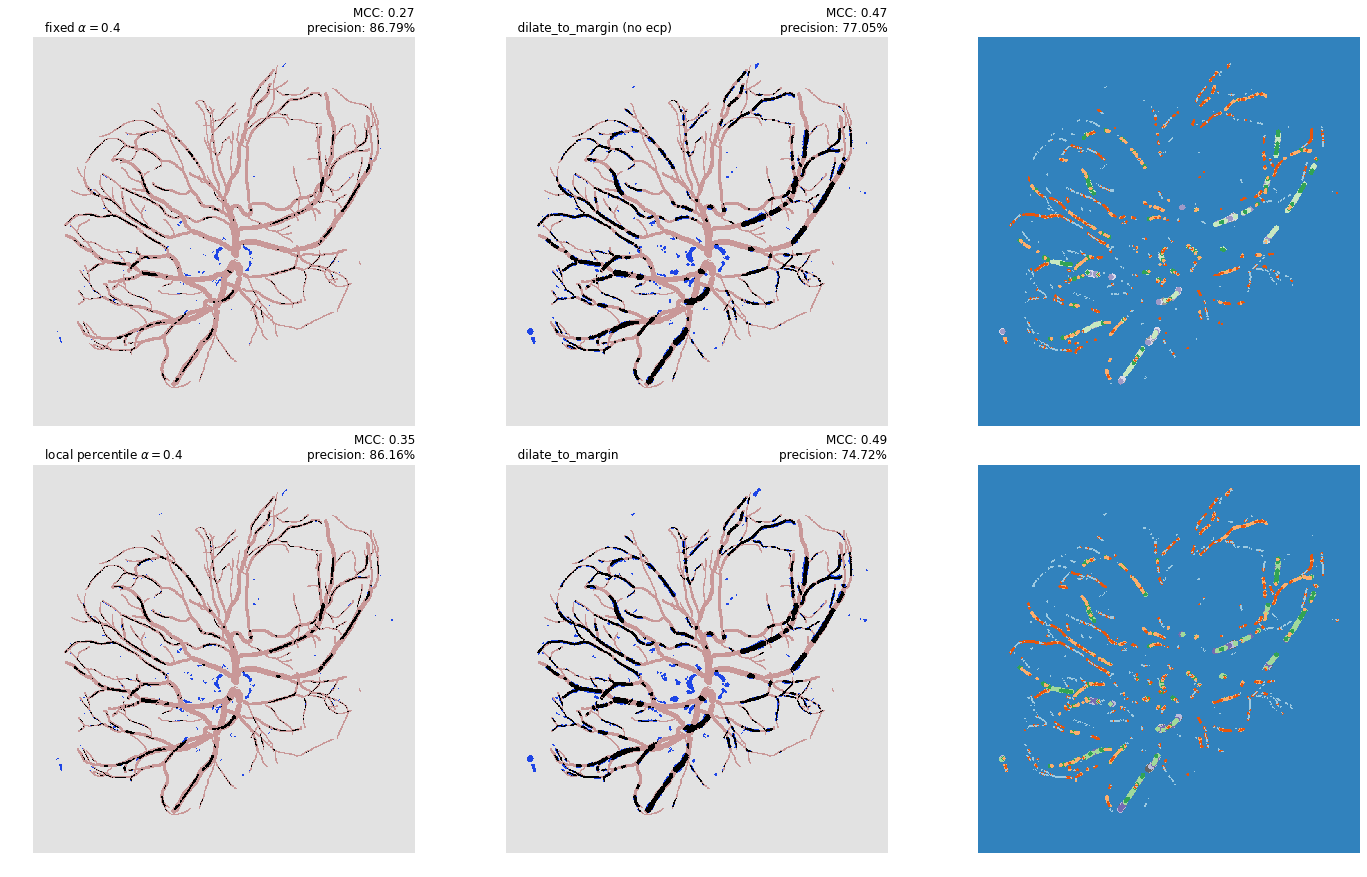 MCC: 0.27
fixed α = 0.4 precision: 86.79%
MCC: 0.47
dilate_to_margin (no ecp) precision: 77.05%
MCC: 0.35
local percentile α = 0.4 precision: 86.16%
MCC: 0.49
dilate_to_margin precision: 74.72%